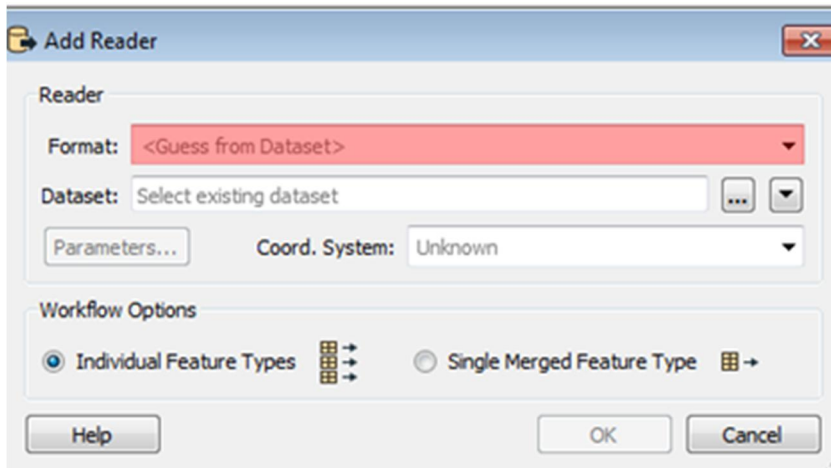 Add Reader
Reader
Format: <Guess from Dataset>
Dataset: Select existing dataset ...
Parameters... Coord. System: Unknown
Workflow Options
Individual Feature Types Single Merged Feature Type
Help OK Cancel